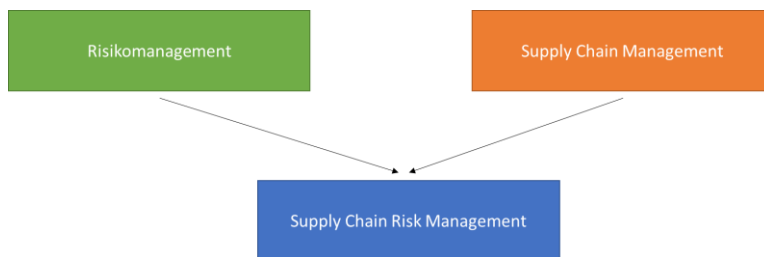 Risikomanagement
Supply Chain Management
Supply Chain Risk Management